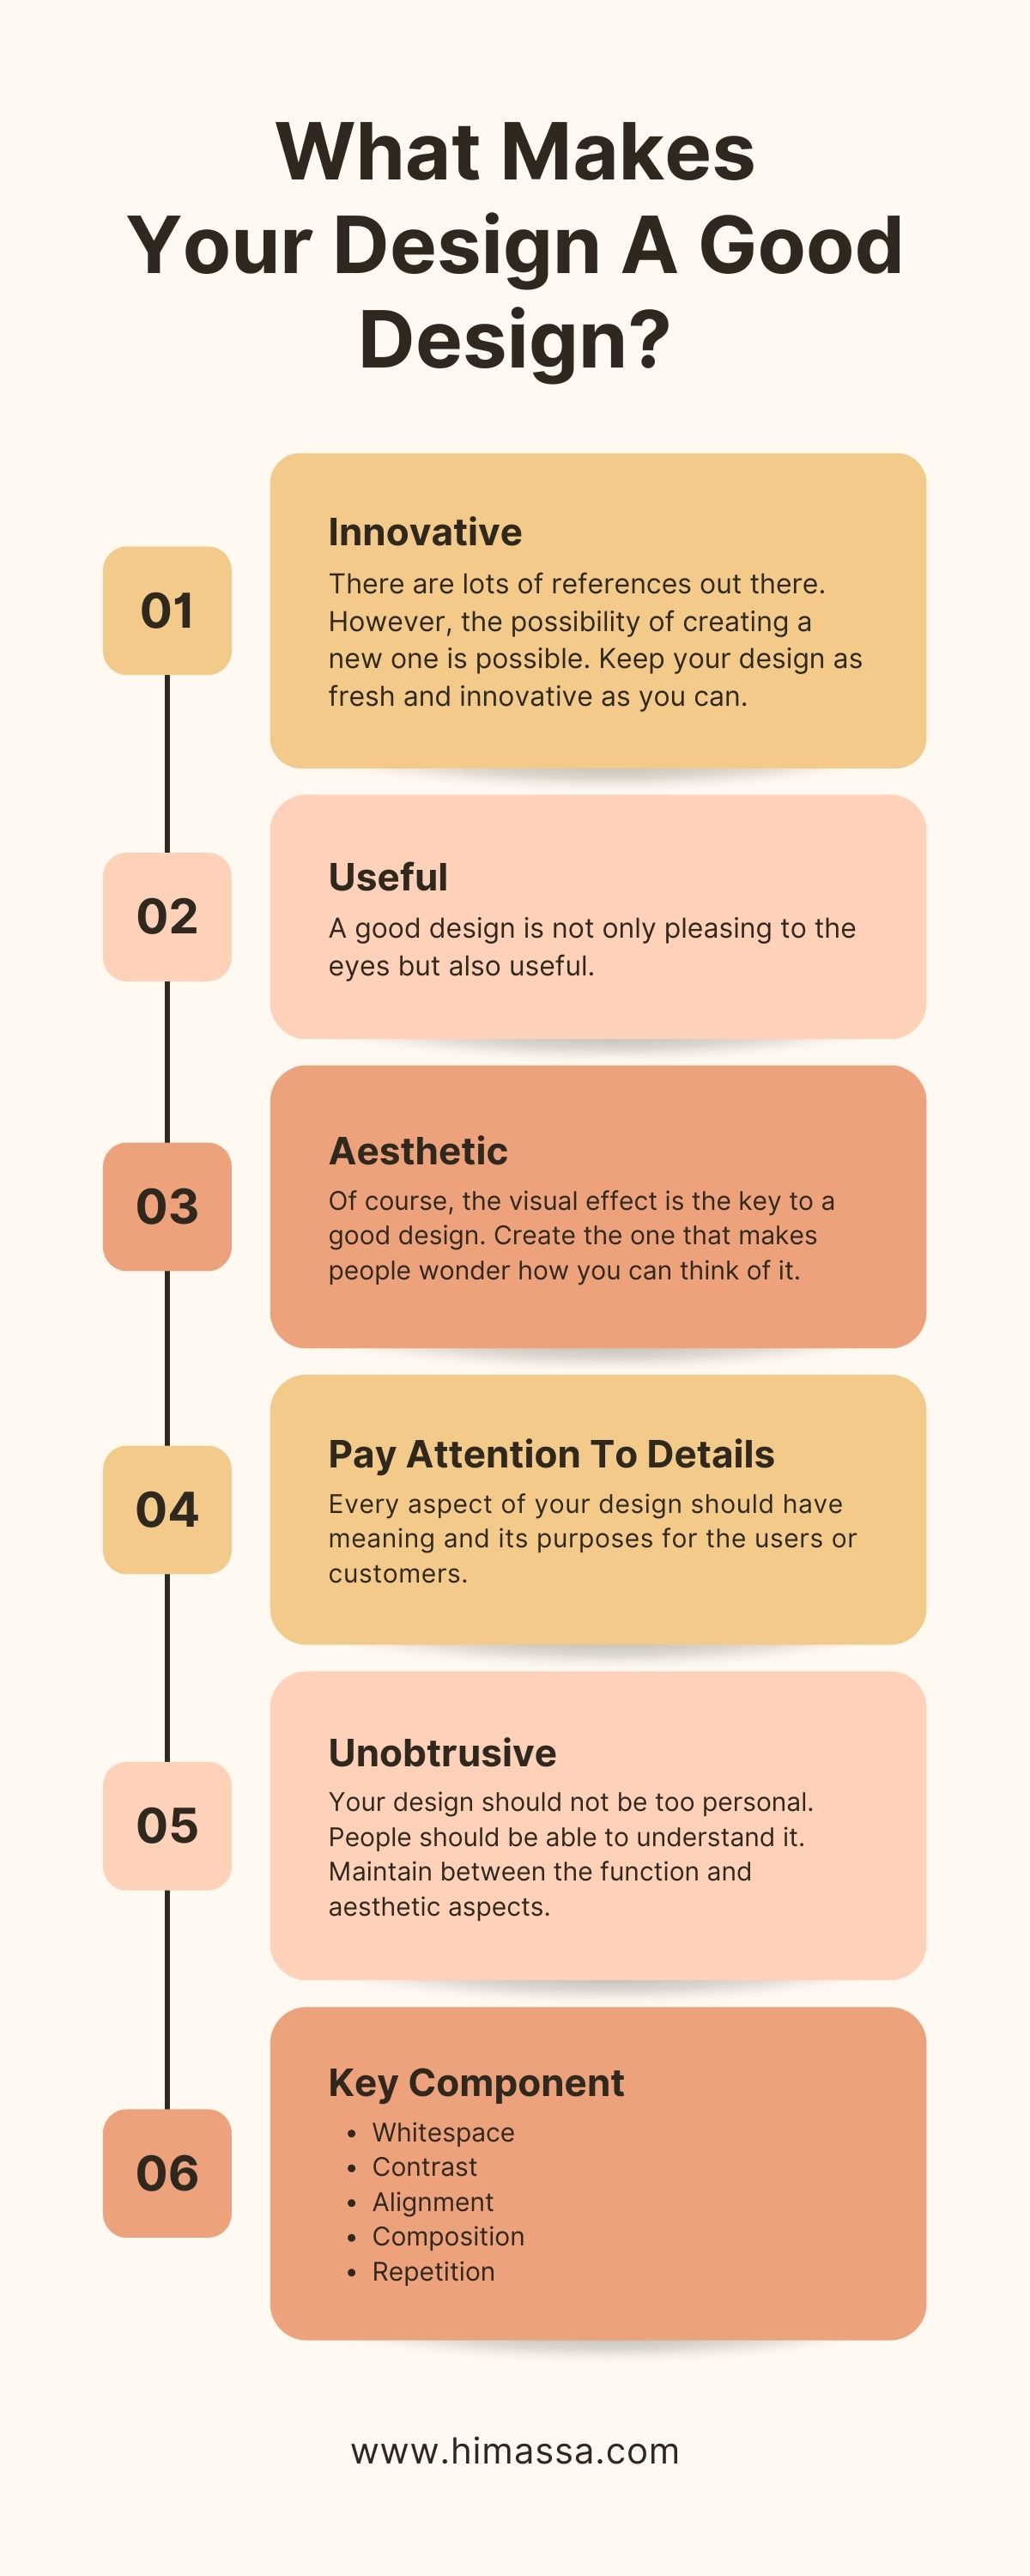 What Makes
Your Design A Good
Design?
01
Innovative
There are lots of references out there.
However, the possibility of creating a
new one is possible. Keep your design as
fresh and innovative as you can.
02
Useful
A good design is not only pleasing to the
eyes but also useful.
03
Aesthetic
Of course, the visual effect is the key to a
good design. Create the one that makes
people wonder how you can think of it.
04
Pay Attention To Details
Every aspect of your design should have
meaning and its purposes for the users or
customers.
05
Unobtrusive
Your design should not be too personal.
People should be able to understand it.
Maintain between the function and
aesthetic aspects.
06
Key Component
• Whitespace
• Contrast
• Alignment
• Composition
• Repetition
www.himassa.com